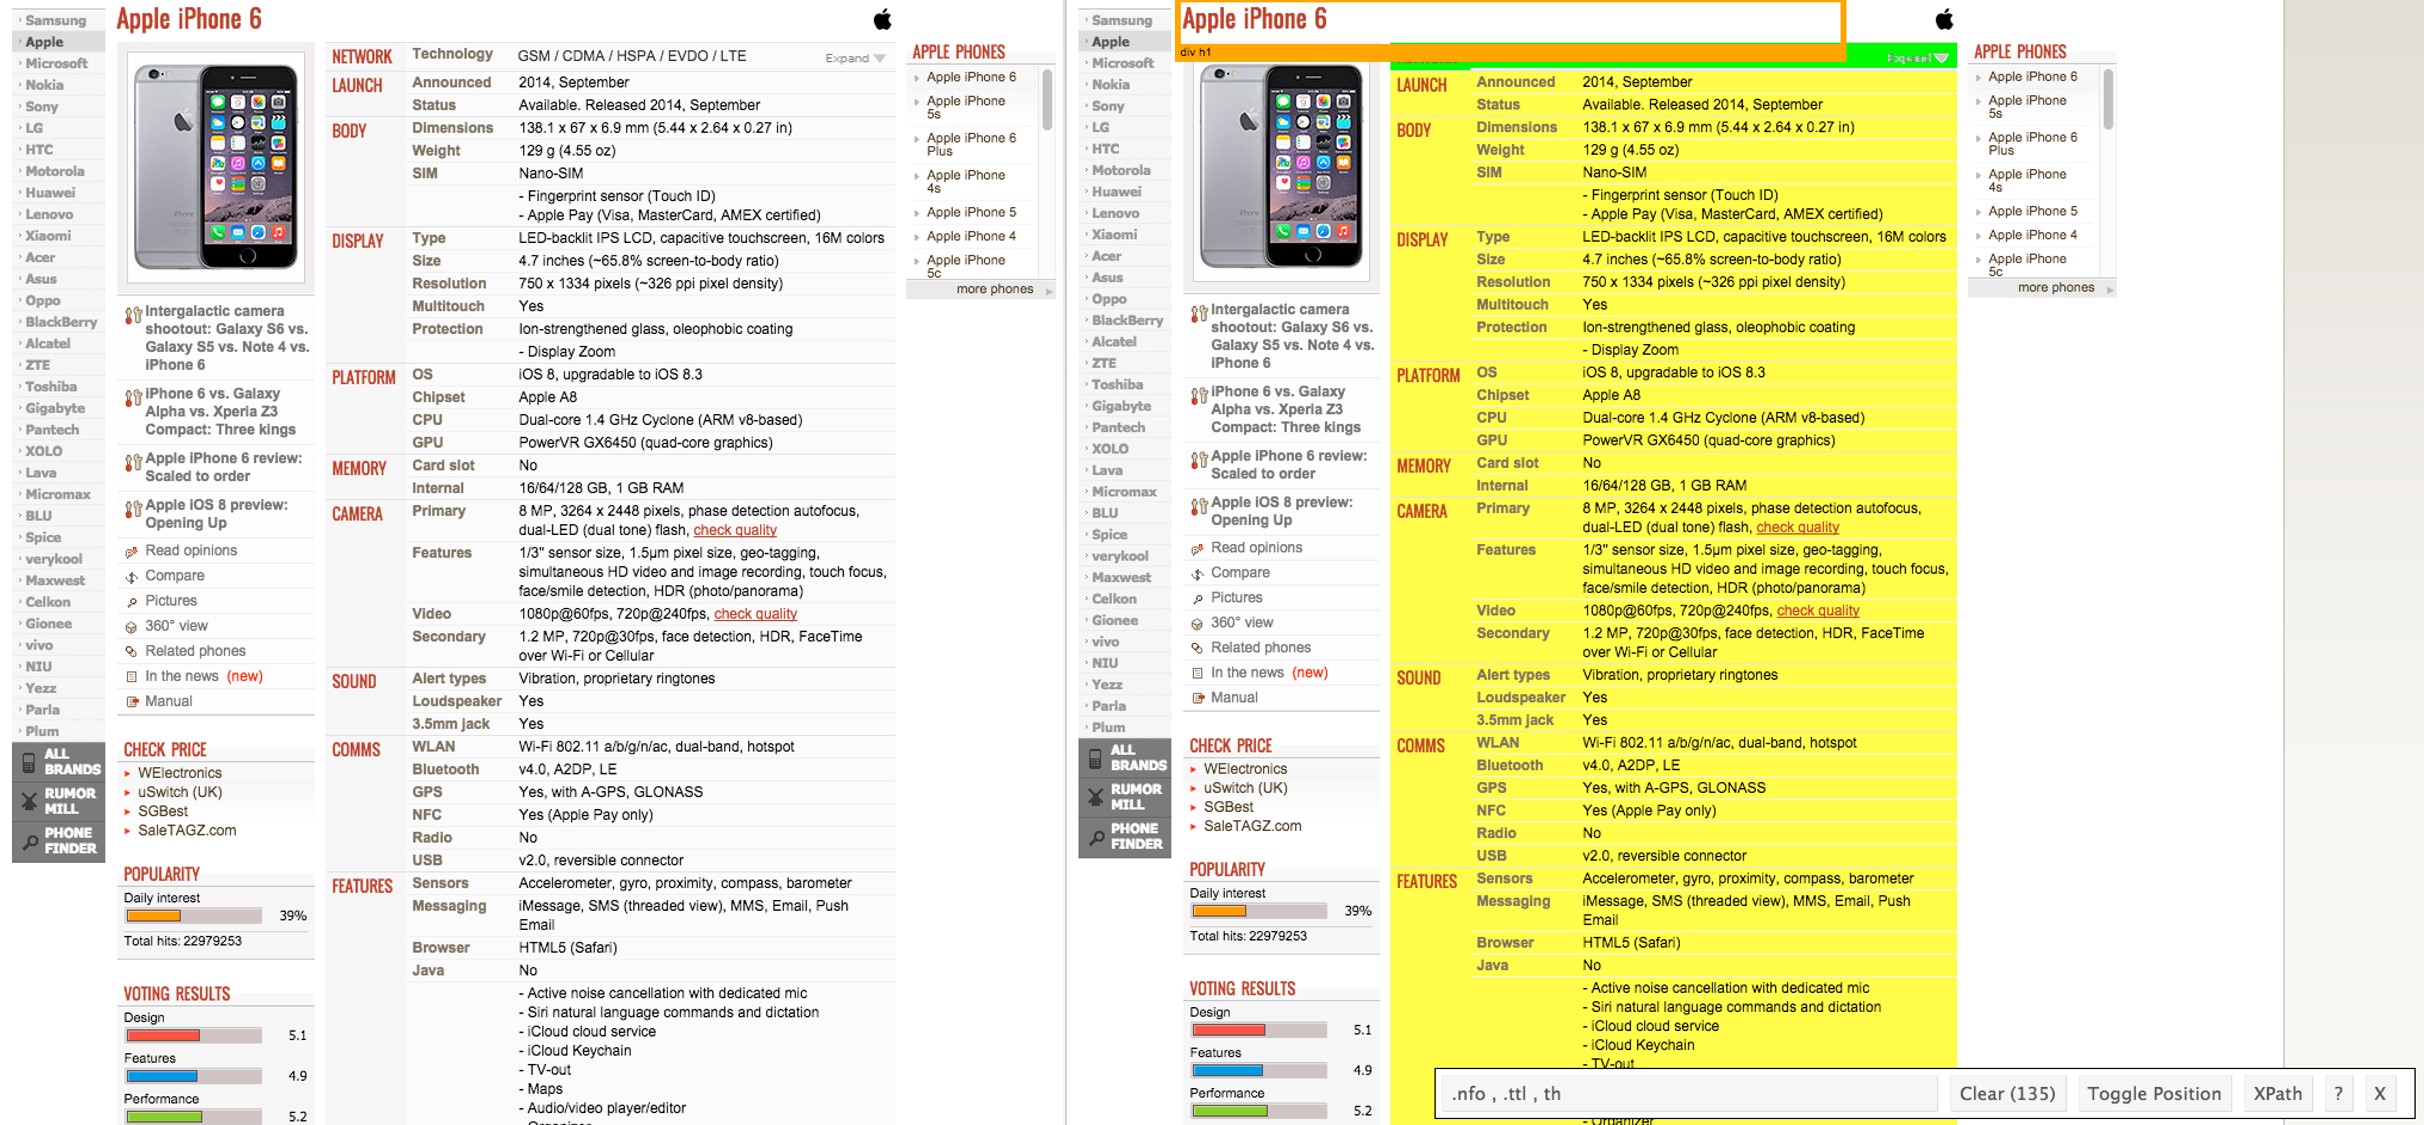 Samsung
Apple
Microsoft
Nokia
Sony
LG
HTC
Motorola
Huawei
Lenovo
Xiaomi
Acer
Asus
Oppo
BlackBerry
Alcatel
ZTE
Toshiba
Gigabyte
Pantech
XOLO
Lava
Micromax
BLU
Spice
verykool
Maxwest
Celkon
Gionee
vivo
NIU
Yezz
Parla
Plum
ALL
BRANDS
RUMOR
MILL
PHONE
FINDER
Apple iPhone 6
Intergalactic camera
shootout: Galaxy S6 vs.
Galaxy S5 vs. Note 4 vs.
iPhone 6
iPhone 6 vs. Galaxy
Alpha vs. Xperia Z3
Compact: Three kings
Apple iPhone 6 review:
Scaled to order
Apple iOS 8 preview:
Opening Up
Read opinions
Compare
Pictures
360° view
Related phones
In the news (new)
Manual
CHECK PRICE
WElectronics
uSwitch (UK)
SGBest
SaleTAGZ.com
POPULARITY
Daily interest
39%
Total hits: 22979253
VOTING RESULTS
Design
5.1
Features
4.9
Performance
5.2
NETWORK Technology GSM / CDMA / HSPA / EVDO / LTE Expand
LAUNCH Announced 2014, September
Status Available. Released 2014, September
BODY Dimensions 138.1 x 67 x 6.9 mm (5.44 x 2.64 x 0.27 in)
Weight 129 g (4.55 oz)
SIM Nano-SIM
- Fingerprint sensor (Touch ID)
- Apple Pay (Visa, MasterCard, AMEX certified)
DISPLAY Type LED-backlit IPS LCD, capacitive touchscreen, 16M colors
Size 4.7 inches (~65.8% screen-to-body ratio)
Resolution 750 x 1334 pixels (~326 ppi pixel density)
Multitouch Yes
Protection Ion-strengthened glass, oleophobic coating
- Display Zoom
PLATFORM OS iOS 8, upgradable to iOS 8.3
Chipset Apple A8
CPU Dual-core 1.4 GHz Cyclone (ARM v8-based)
GPU PowerVR GX6450 (quad-core graphics)
MEMORY Card slot No
Internal 16/64/128 GB, 1 GB RAM
CAMERA Primary 8 MP, 3264 x 2448 pixels, phase detection autofocus,
dual-LED (dual tone) flash, check quality
Features 1/3" sensor size, 1.5µm pixel size, geo-tagging,
simultaneous HD video and image recording, touch focus,
face/smile detection, HDR (photo/panorama)
Video 1080p@60fps, 720p@240fps, check quality
Secondary 1.2 MP, 720p@30fps, face detection, HDR, FaceTime
over Wi-Fi or Cellular
SOUND Alert types Vibration, proprietary ringtones
Loudspeaker Yes
3.5mm jack Yes
COMMS WLAN Wi-Fi 802.11 a/b/g/n/ac, dual-band, hotspot
Bluetooth v4.0, A2DP, LE
GPS Yes, with A-GPS, GLONASS
NFC Yes (Apple Pay only)
Radio No
USB v2.0, reversible connector
FEATURES Sensors Accelerometer, gyro, proximity, compass, barometer
Messaging iMessage, SMS (threaded view), MMS, Email, Push
Email
Browser HTML5 (Safari)
Java No
- Active noise cancellation with dedicated mic
- Siri natural language commands and dictation
- iCloud cloud service
- iCloud Keychain
- TV-out
- Maps
- Audio/video player/editor
- Organizer
APPLE PHONES
Apple iPhone 6
Apple iPhone
5s
Apple iPhone 6
Plus
Apple iPhone
4s
Apple iPhone 5
Apple iPhone 4
Apple iPhone
5c
more phones
Samsung
Apple
Microsoft
Nokia
Sony
LG
HTC
Motorola
Huawei
Lenovo
Xiaomi
Acer
Asus
Oppo
BlackBerry
Alcatel
ZTE
Toshiba
Gigabyte
Pantech
XOLO
Lava
Micromax
BLU
Spice
verykool
Maxwest
Celkon
Gionee
vivo
NIU
Yezz
Parla
Plum
ALL
BRANDS
RUMOR
MILL
PHONE
FINDER
Apple iPhone 6
div h1
Intergalactic camera
shootout: Galaxy S6 vs.
Galaxy S5 vs. Note 4 vs.
iPhone 6
iPhone 6 vs. Galaxy
Alpha vs. Xperia Z3
Compact: Three kings
Apple iPhone 6 review:
Scaled to order
Apple iOS 8 preview:
Opening Up
Read opinions
Compare
Pictures
360° view
Related phones
In the news (new)
Manual
CHECK PRICE
WElectronics
uSwitch (UK)
SGBest
SaleTAGZ.com
POPULARITY
Daily interest
39%
Total hits: 22979253
VOTING RESULTS
Design
5.1
Features
4.9
Performance
5.2
Expand
LAUNCH Announced 2014, September
Status Available. Released 2014, September
BODY Dimensions 138.1 x 67 x 6.9 mm (5.44 x 2.64 x 0.27 in)
Weight 129 g (4.55 oz)
SIM Nano-SIM
- Fingerprint sensor (Touch ID)
- Apple Pay (Visa, MasterCard, AMEX certified)
DISPLAY Type LED-backlit IPS LCD, capacitive touchscreen, 16M colors
Size 4.7 inches (~65.8% screen-to-body ratio)
Resolution 750 x 1334 pixels (~326 ppi pixel density)
Multitouch Yes
Protection Ion-strengthened glass, oleophobic coating
- Display Zoom
PLATFORM OS iOS 8, upgradable to iOS 8.3
Chipset Apple A8
CPU Dual-core 1.4 GHz Cyclone (ARM v8-based)
GPU PowerVR GX6450 (quad-core graphics)
MEMORY Card slot No
Internal 16/64/128 GB, 1 GB RAM
CAMERA Primary 8 MP, 3264 x 2448 pixels, phase detection autofocus,
dual-LED (dual tone) flash, check quality
Features 1/3" sensor size, 1.5µm pixel size, geo-tagging,
simultaneous HD video and image recording, touch focus,
face/smile detection, HDR (photo/panorama)
Video 1080p@60fps, 720p@240fps, check quality
Secondary 1.2 MP, 720p@30fps, face detection, HDR, FaceTime
over Wi-Fi or Cellular
SOUND Alert types Vibration, proprietary ringtones
Loudspeaker Yes
3.5mm jack Yes
COMMS WLAN Wi-Fi 802.11 a/b/g/n/ac, dual-band, hotspot
Bluetooth v4.0, A2DP, LE
GPS Yes, with A-GPS, GLONASS
NFC Yes (Apple Pay only)
Radio No
USB v2.0, reversible connector
FEATURES Sensors Accelerometer, gyro, proximity, compass, barometer
Messaging iMessage, SMS (threaded view), MMS, Email, Push
Email
Browser HTML5 (Safari)
Java No
- Active noise cancellation with dedicated mic
- Siri natural language commands and dictation
- iCloud cloud service
- iCloud Keychain
- TV-out
- Organizer
APPLE PHONES
Apple iPhone 6
Apple iPhone
5s
Apple iPhone 6
Plus
Apple iPhone
4s
Apple iPhone 5
Apple iPhone 4
Apple iPhone
5c
more phones
.nfo , .ttl , th
Clear (135)
Toggle Position
XPath
?
X